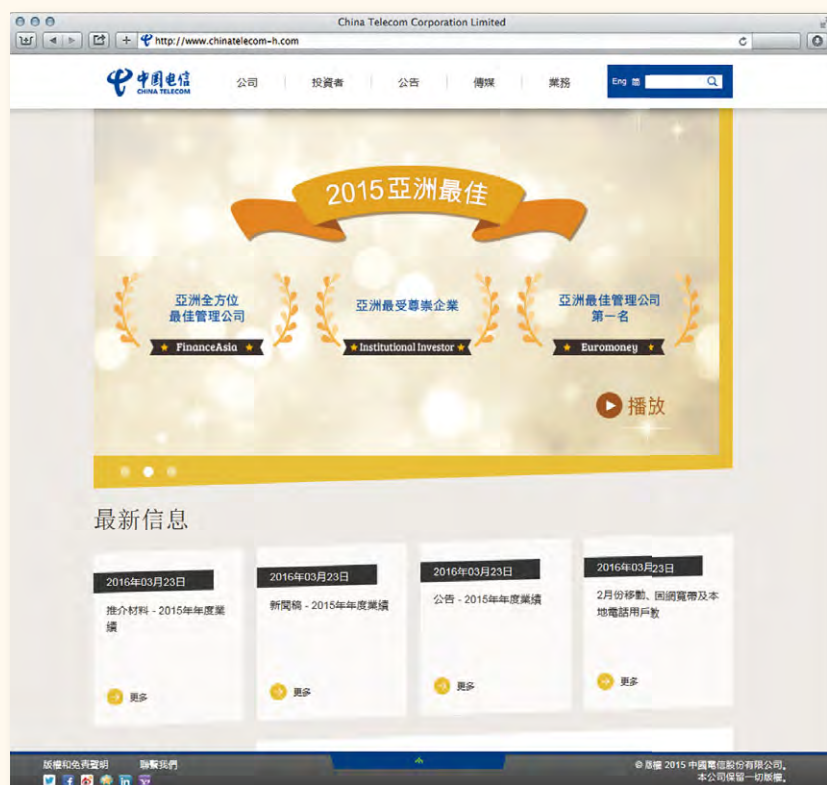 China Telecom Corporation Limited
http://www.chinatelecom-h.com
中国电信
CHINA TELECOM
公司
投資者
公告
傳媒
業務
Eng 简
2015亞洲最佳
亞洲全方位
最佳管理公司
FinanceAsia
亞洲最受尊崇企業
Institutional Investor
亞洲最佳管理公司
第一名
Euromoney
播放
最新信息
2016年03月23日
推介材料 - 2015年年度業
績
更多
2016年03月23日
新聞稿 - 2015年年度業績
更多
2016年03月23日
公告 - 2015年年度業績
更多
2016年03月23日
2月份移動、固網寬帶及本
地電話用戶數
更多
版權和免責聲明
聯繫我們
© 版權 2015 中國電信股份有限公司。
本公司保留一切版權。